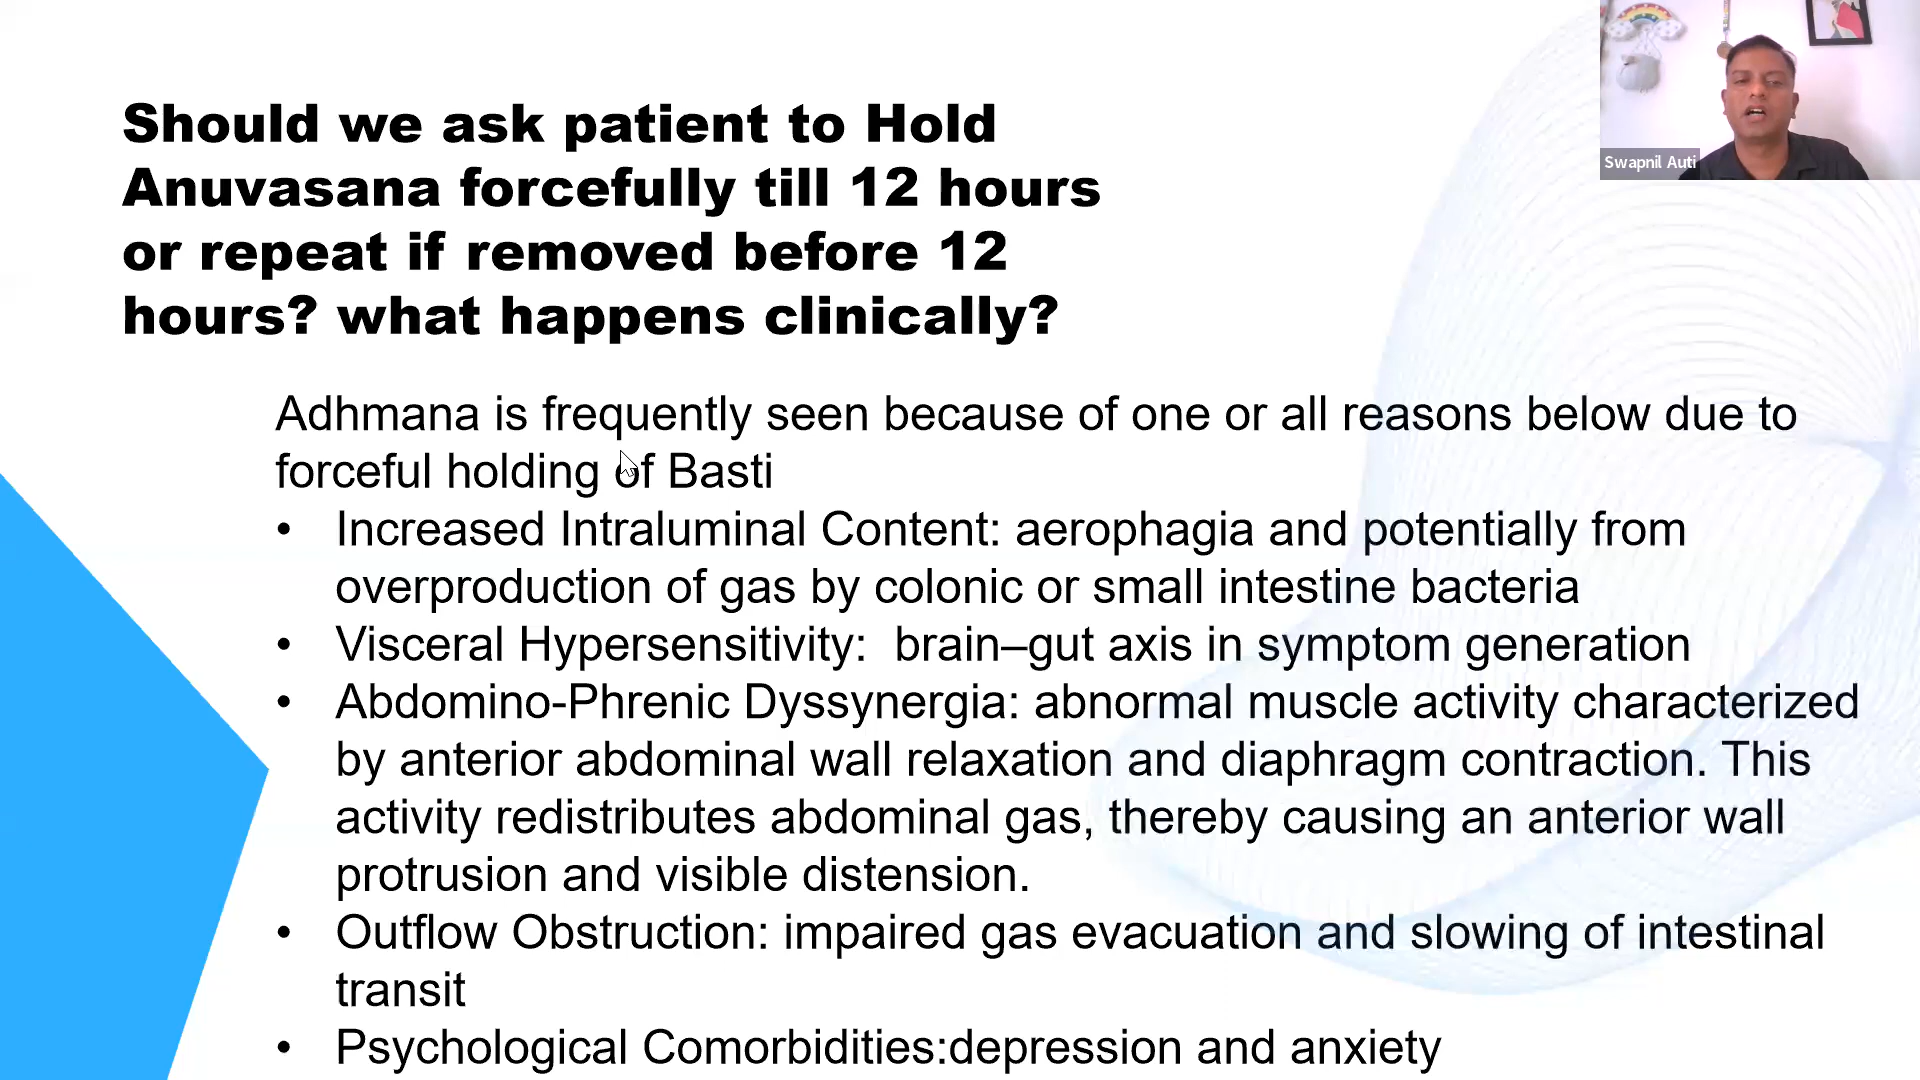 Should we ask patient to Hold
Anuvasana forcefully till 12 hours
or repeat if removed before 12
hours? what happens clinically?
Swapnil Auti
Adhmana is frequently seen because of one or all reasons below due to
forceful holding of Basti
• Increased Intraluminal Content: aerophagia and potentially from
overproduction of gas by colonic or small intestine bacteria
• Visceral Hypersensitivity:  brain–gut axis in symptom generation
• Abdomino-Phrenic Dyssynergia: abnormal muscle activity characterized
by anterior abdominal wall relaxation and diaphragm contraction. This
activity redistributes abdominal gas, thereby causing an anterior wall
protrusion and visible distension.
• Outflow Obstruction: impaired gas evacuation and slowing of intestinal
transit
• Psychological Comorbidities:depression and anxiety